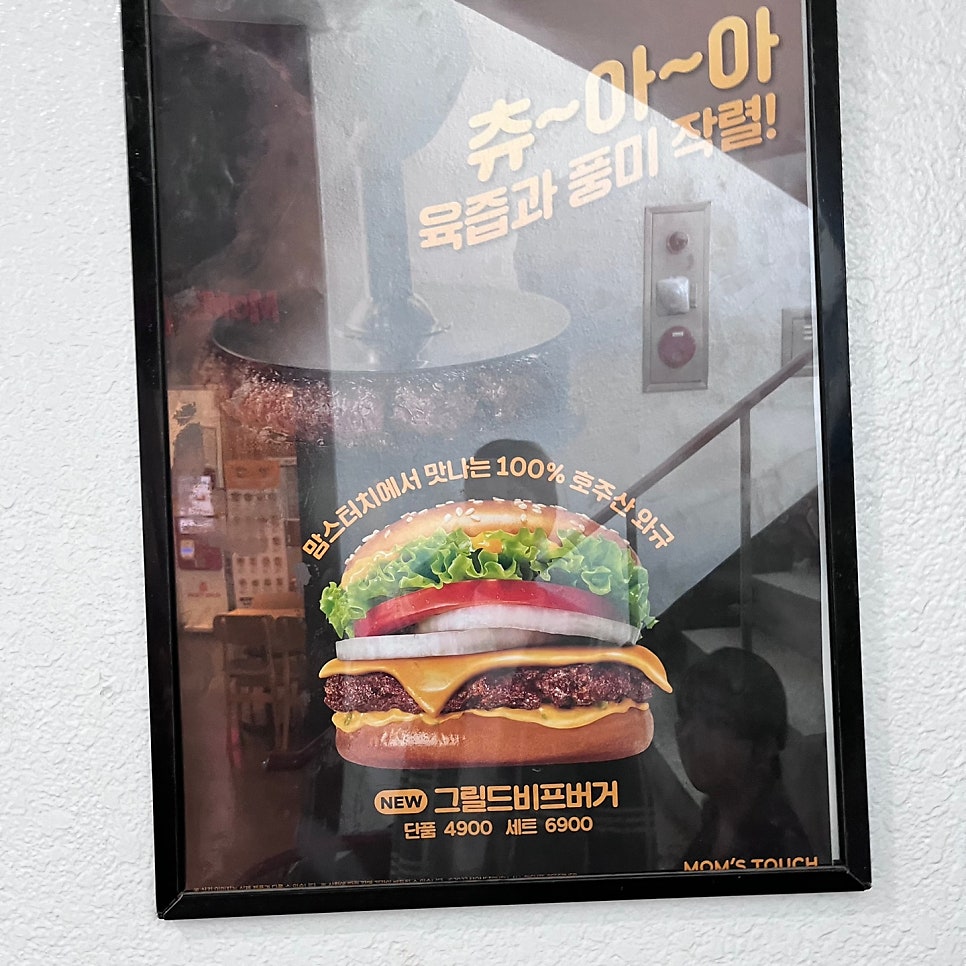 츄~아~아
육즙과 풍미 작렬!
맘스터치에서 맛나는 100% 호주산 와규
NEW 그릴드비프버거
단품 4900 세트 6900
MOM'S TOUCH